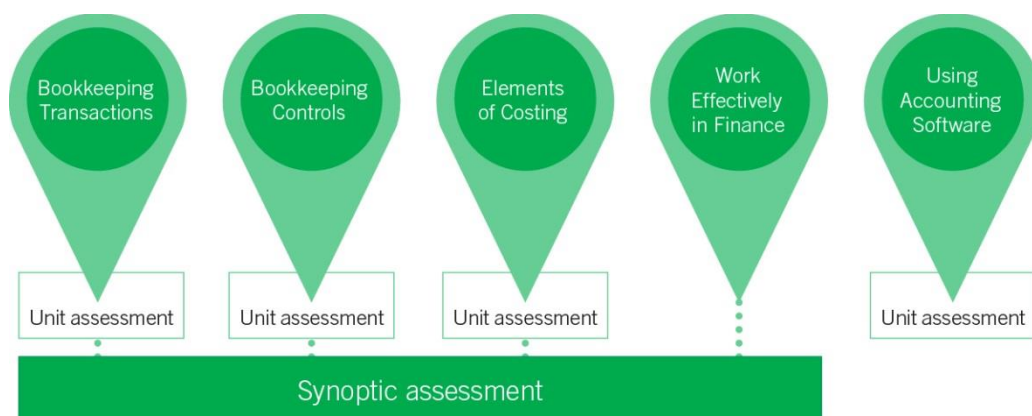 Bookkeeping
Transactions
Bookkeeping
Controls
Elements
of Costing
Work
Effectively
in Finance
Using
Accounting
Software
Unit assessment
Unit assessment
Unit assessment
Unit assessment
Synoptic assessment